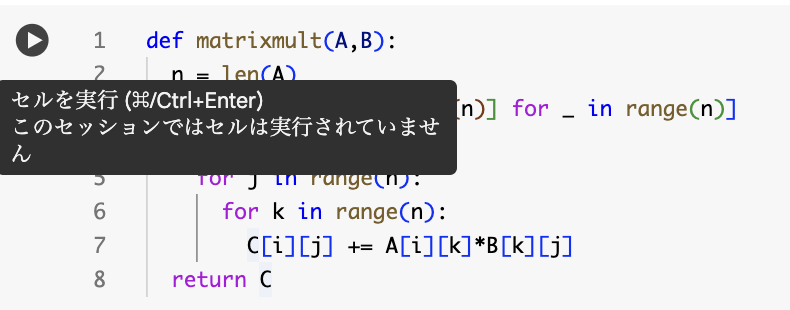 1 def matrixmult(A,B):
2 n = len(A)
セルを実行 (⌘/Ctrl+Enter)
このセッションではセルは実行されていませ
ん
n)] for _ in range(n)]
5 for j in range(n):
6 for k in range(n):
7 C[i][j] += A[i][k]*B[k][j]
8 return C